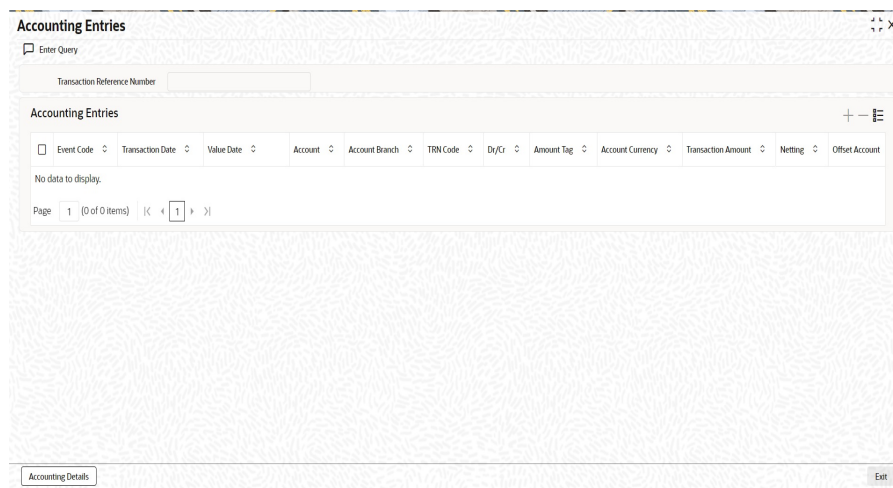 Accounting Entries
Enter Query
Transaction Reference Number
Accounting Entries
Event Code Transaction Date Value Date Account Account Branch TRN Code Dr/Cr Amount Tag Account Currency Transaction Amount Netting Offset Account
No data to display.
Page 1 (0 of 0 items) 1
Accounting Details Exit